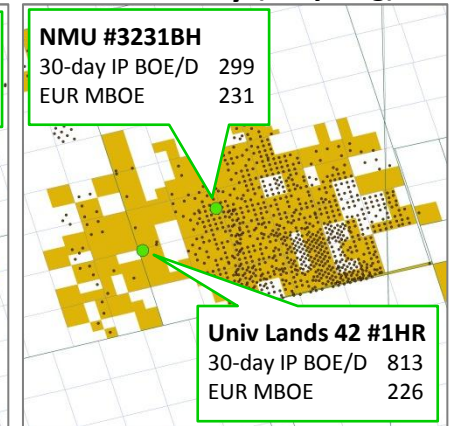 NMU #3231BH
30-day IP BOE/D 299
EUR MBOE 231
Univ Lands 42 #1HR
30-day IP BOE/D 813
EUR MBOE 226